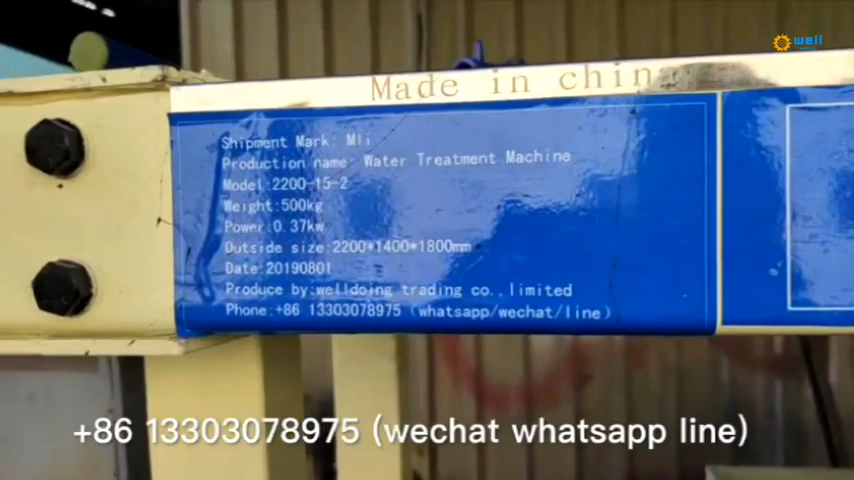 well
Made in china
Shipment Mark: Mli
Production name: Water Treatment Machine
Model:2200-15-2
Weight:500kg
Power:0.37kw
Outside size:2200*1400*1800mm
Date:20190801
Produce by:welldoing trading co.,limited
Phone:+86 13303078975 (whatsapp/wechat/line)
+86 13303078975 (wechat whatsapp line)